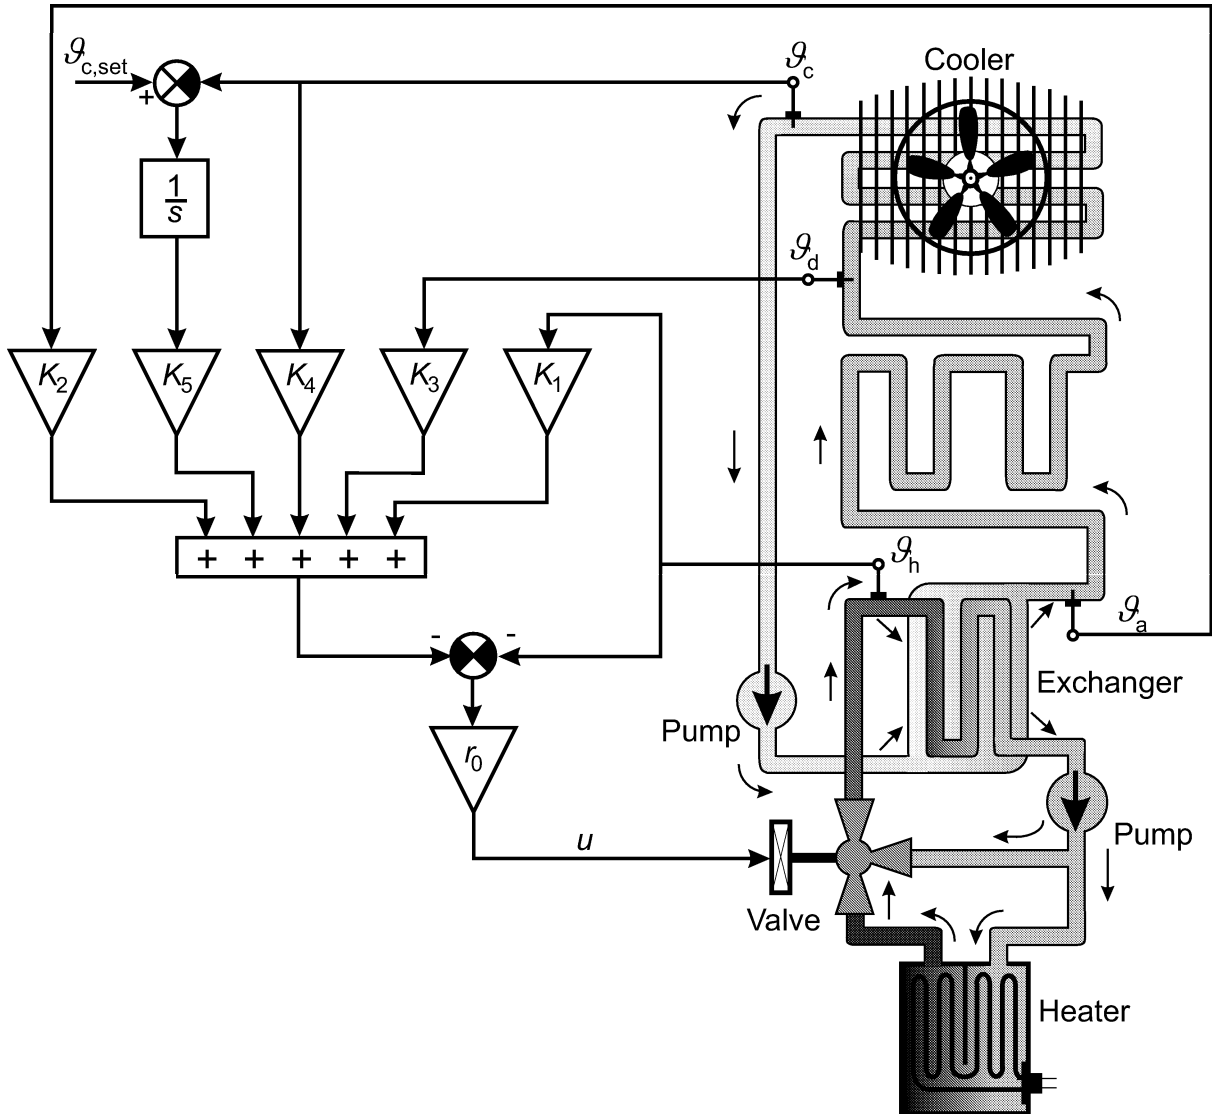 ϑc,set
+
ϑc
Cooler
1
s
ϑd
K2
K5
K4
K3
K1
+ + + + +
ϑh
ϑa
- -
Exchanger
Pump
r0
Pump
u
Valve
Heater